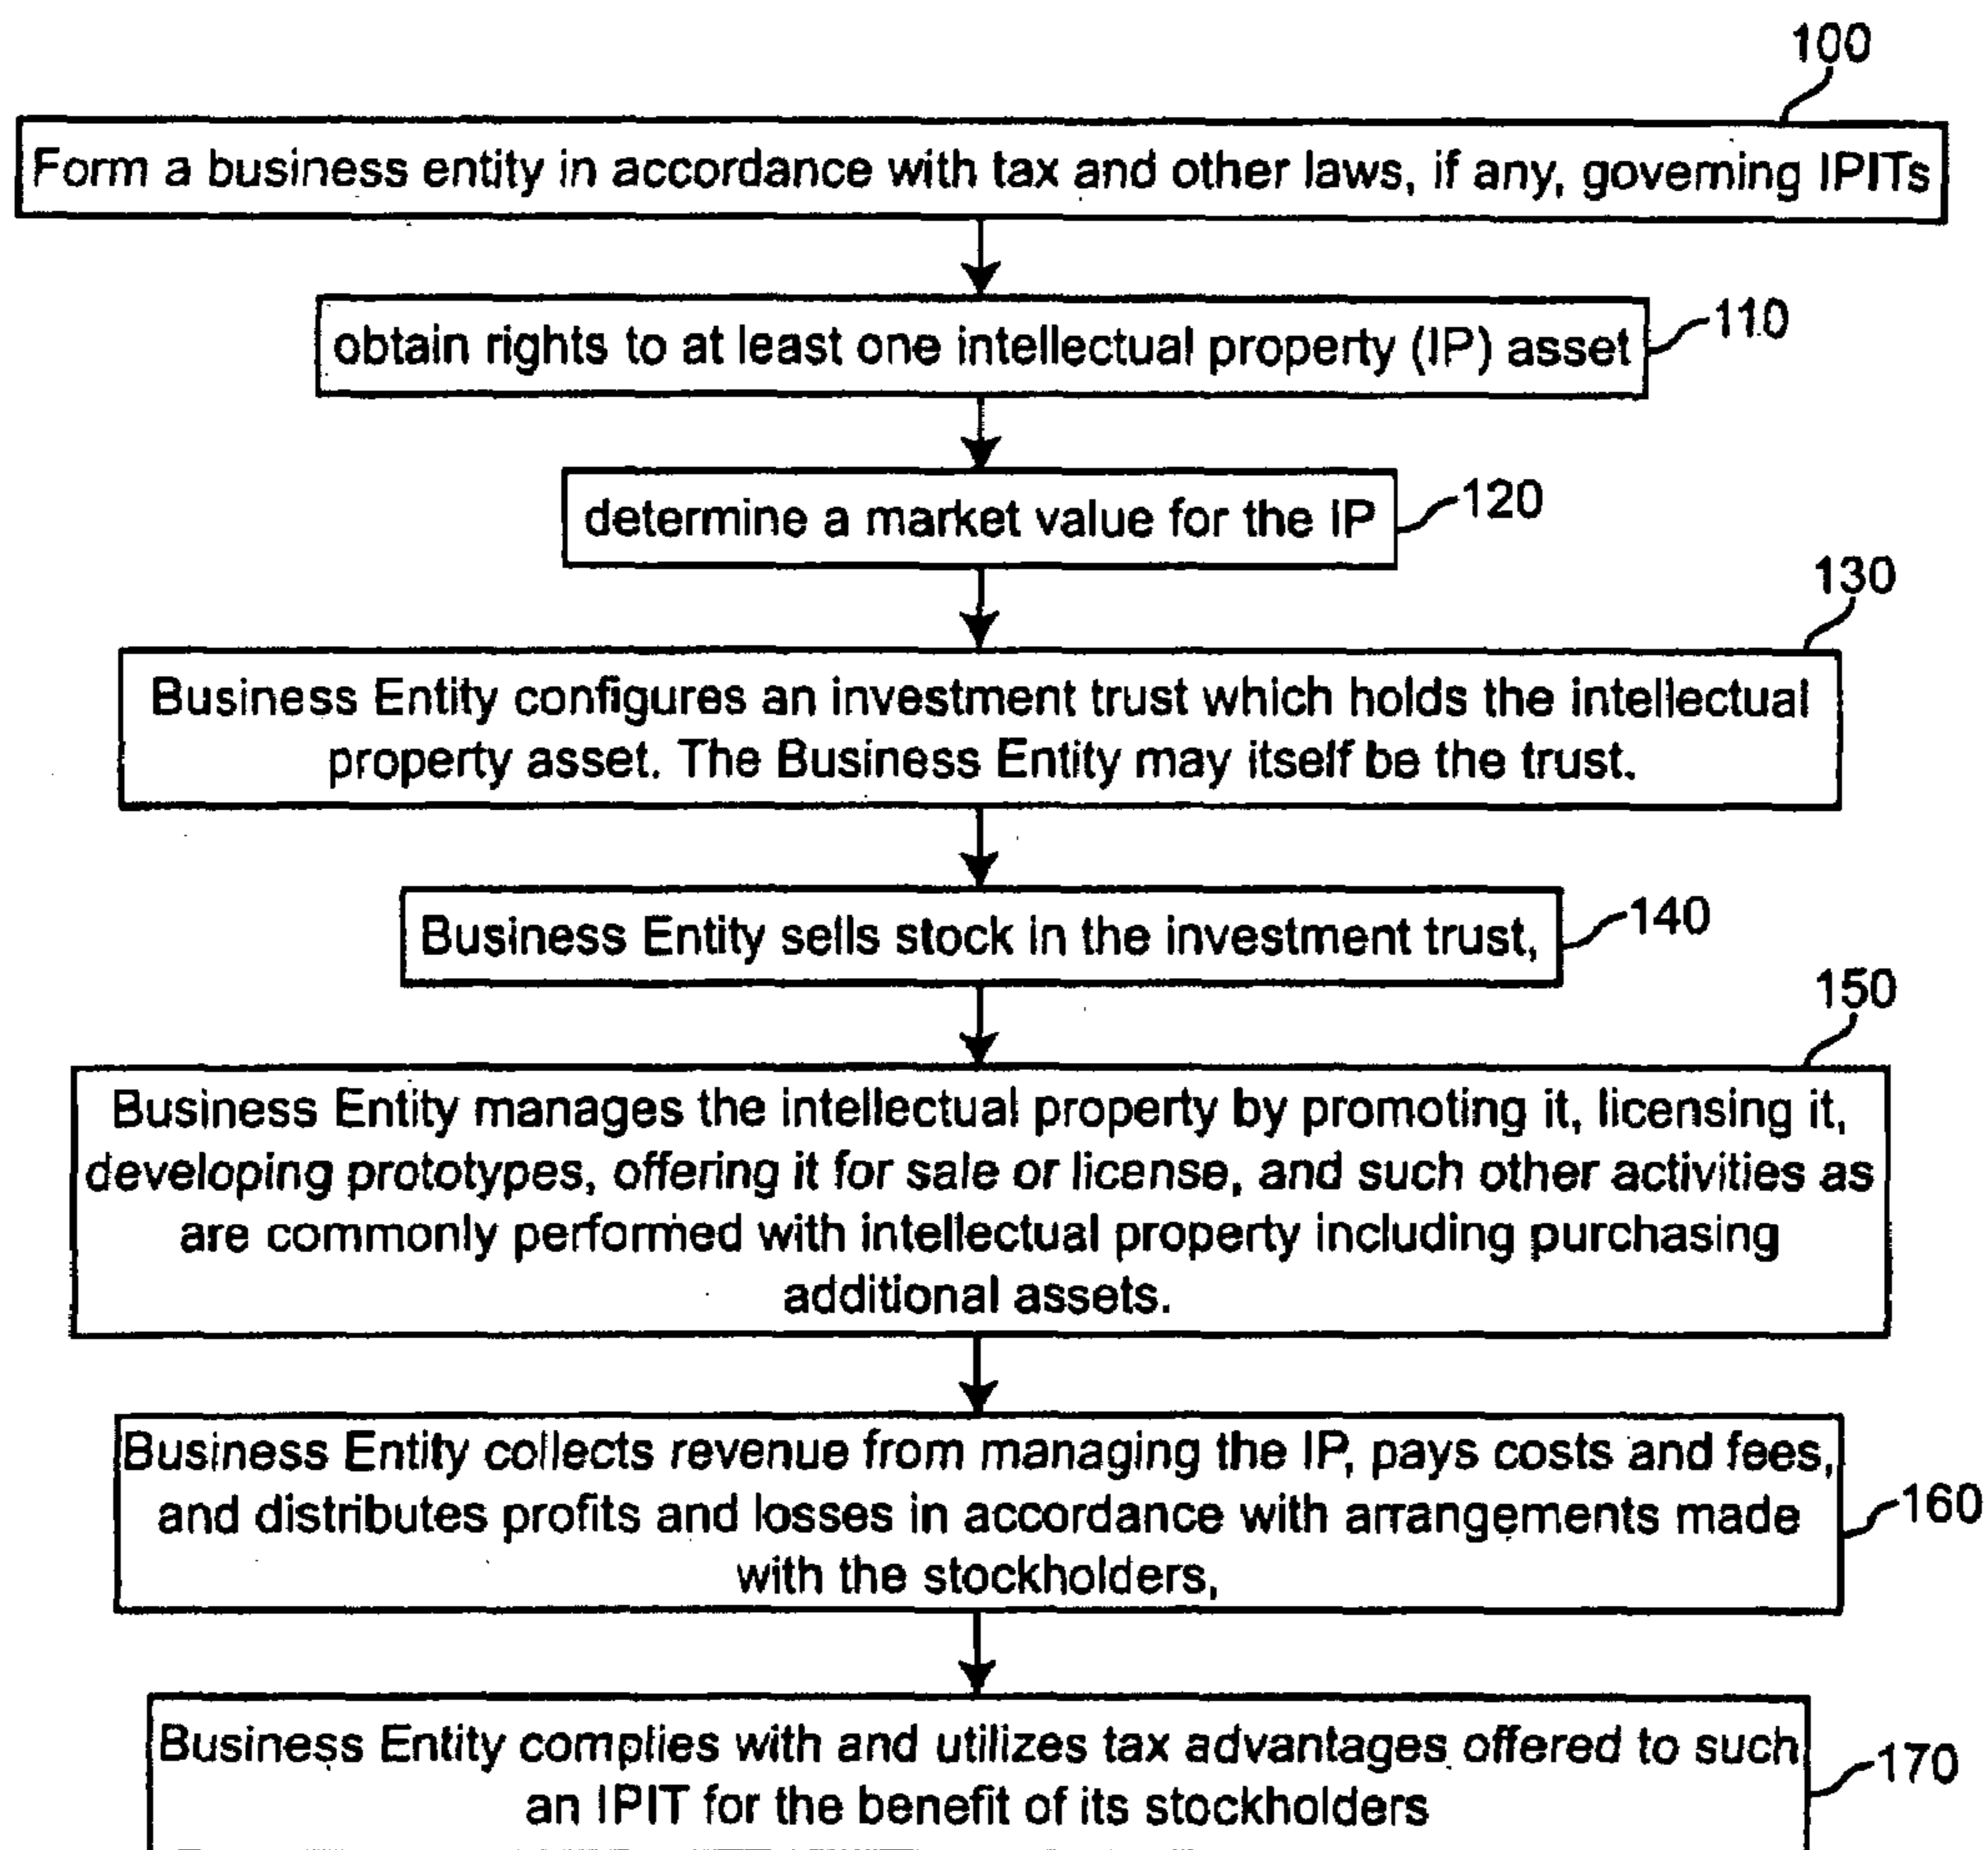 100
Form a business entity in accordance with tax and other laws, if any, governing IPITs
obtain rights to at least one intellectual property (IP) asset
110
determine a market value for the IP
120
130
Business Entity configures an investment trust which holds the intellectual
property asset. The Business Entity may itself be the trust.
Business Entity sells stock in the investment trust,
140
150
Business Entity manages the intellectual property by promoting it, licensing it,
developing prototypes, offering it for sale or license, and such other activities as
are commonly performed with intellectual property including purchasing
additional assets.
Business Entity collects revenue from managing the IP, pays costs and fees,
and distributes profits and losses in accordance with arrangements made
with the stockholders,
160
Business Entity complies with and utilizes tax advantages offered to such
an IPIT for the benefit of its stockholders
170